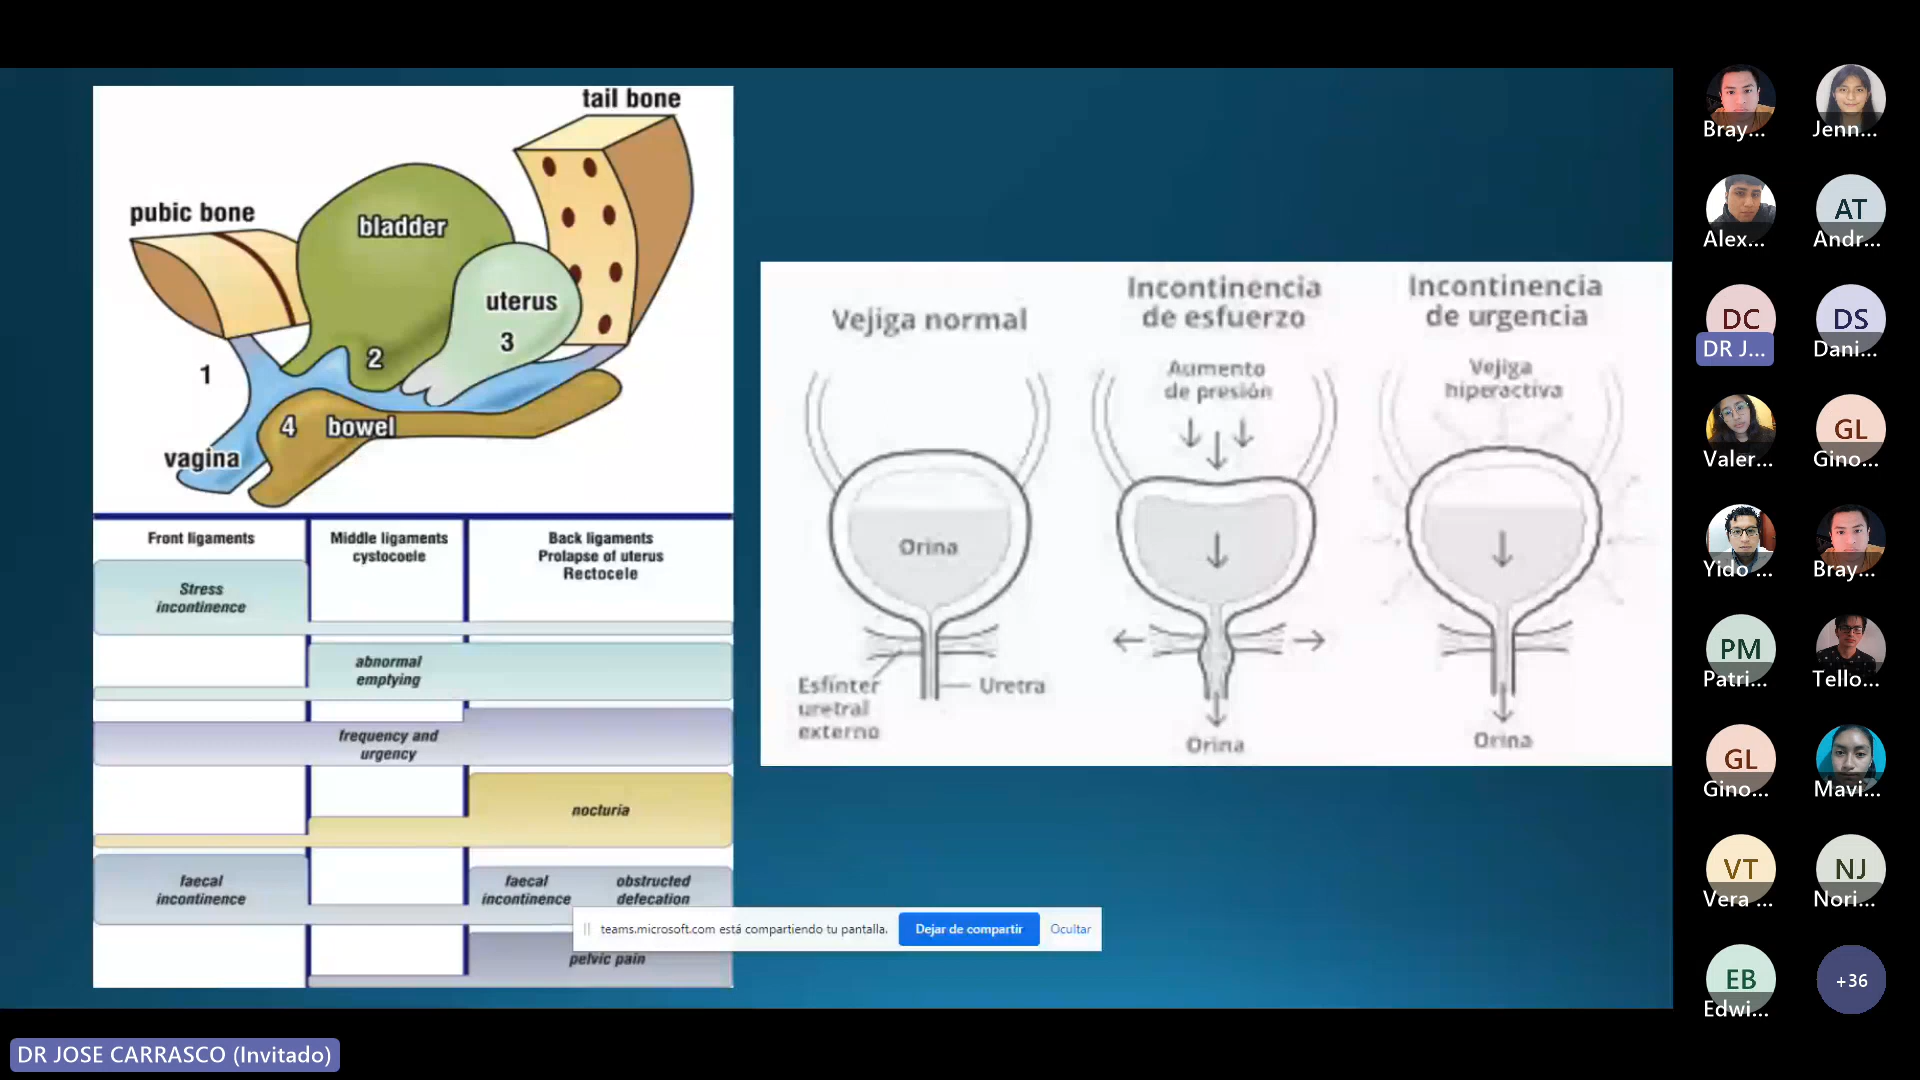 tail bone
pubic bone
bladder
uterus
3
2
1
4 bowel
vagina
Front ligaments
Middle ligaments
cystocoele
Back ligaments
Prolapse of uterus
Rectocele
Stress
incontinence
abnormal
emptying
frequency and
urgency
nocturia
faecal
incontinence
faecal
incontinence
obstructed
defecation
pelvic pain
Vejiga normal
Orina
Esfínter
uretral
externo
Uretra
Incontinencia
de esfuerzo
Aumento
de presión
Orina
Incontinencia
de urgencia
Vejiga
hiperactiva
Orina
teams.microsoft.com está compartiendo tu pantalla.
Dejar de compartir
Ocultar
Bray...
Jenn...
Alex...
AT
Andr...
DC
DR J...
DS
Dani...
Valer...
GL
Gino...
Yido ...
Bray...
PM
Patri...
Tello...
GL
Gino...
Mavi...
VT
Vera ...
NJ
Nori...
EB
Edwi...
+36
DR JOSE CARRASCO (Invitado)